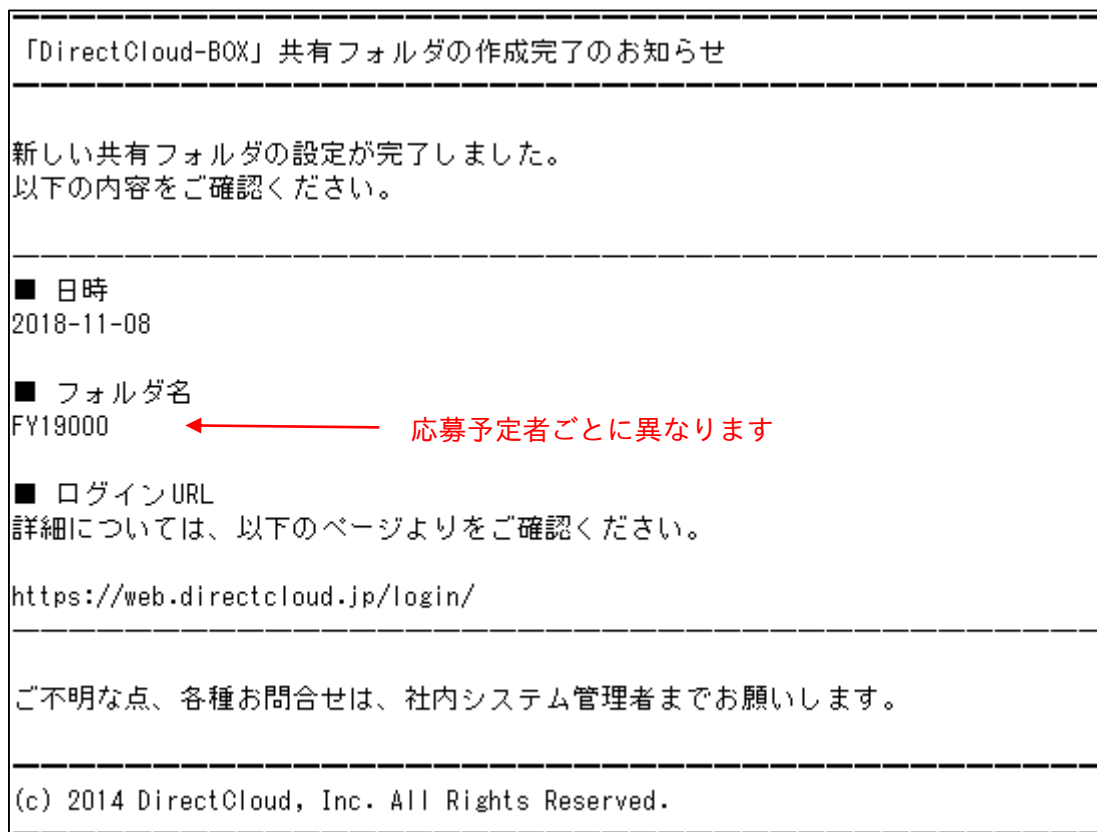 「DirectCloud-BOX」共有フォルダの作成完了のお知らせ
新しい共有フォルダの設定が完了しました。
以下の内容をご確認ください。
■ 日時
2018-11-08
■ フォルダ名
FY19000
応募予定者ごとに異なります
■ ログインURL
詳細については、以下のページよりをご確認ください。
https://web.directcloud.jp/login/
ご不明な点、各種お問合せは、社内システム管理者までお願いします。
(c) 2014 DirectCloud, Inc. All Rights Reserved.